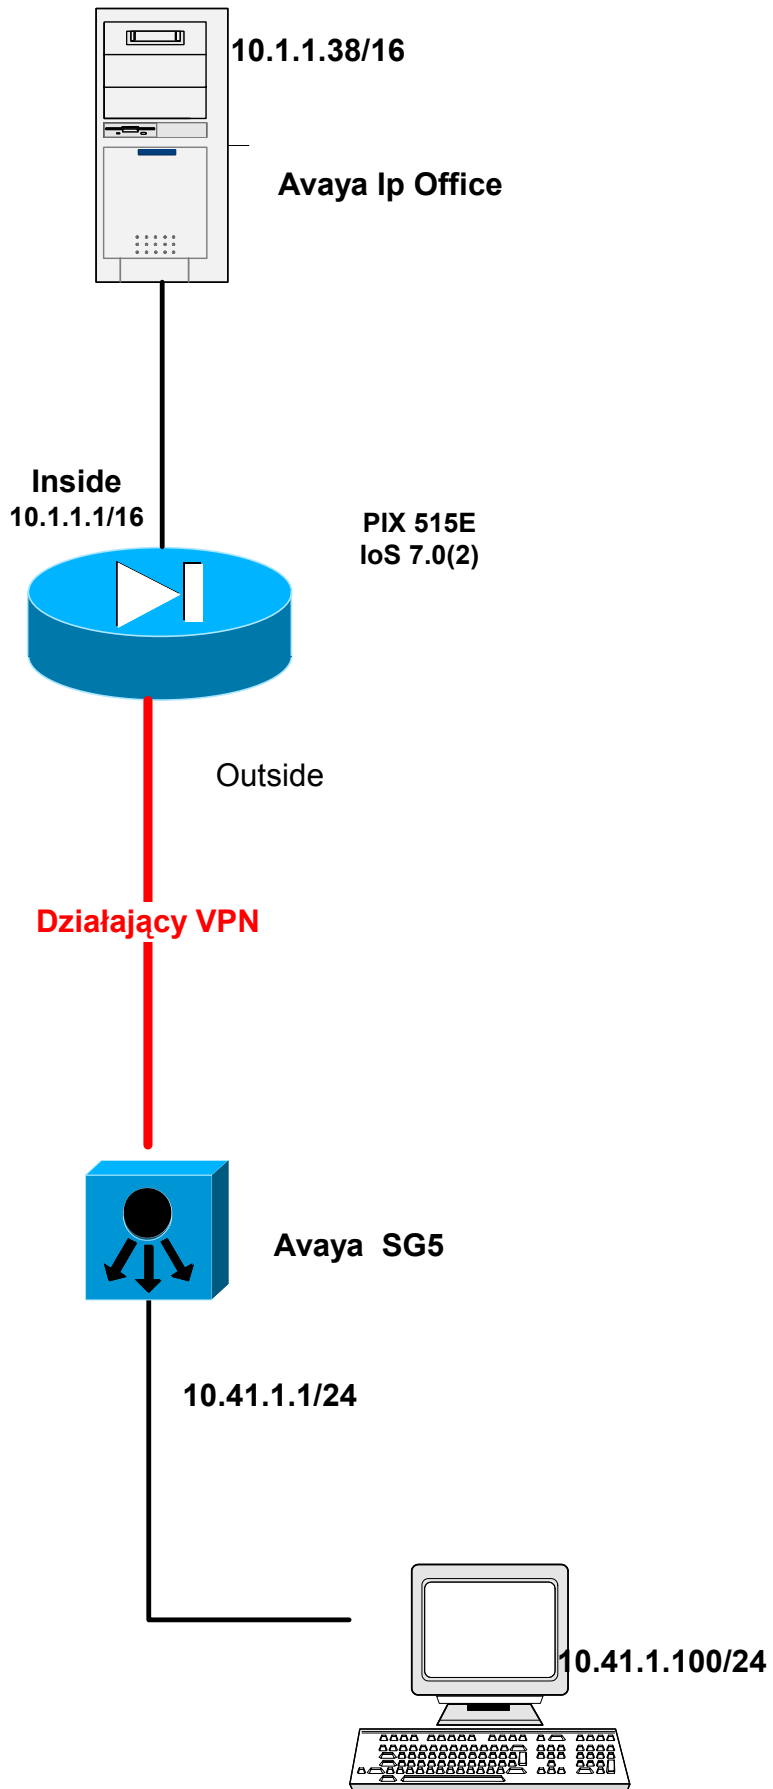 10.1.1.38/16
Avaya Ip Office
Inside
10.1.1.1/16
PIX 515E
IoS 7.0(2)
Outside
Działający VPN
Avaya  SG5
10.41.1.1/24
10.41.1.100/24